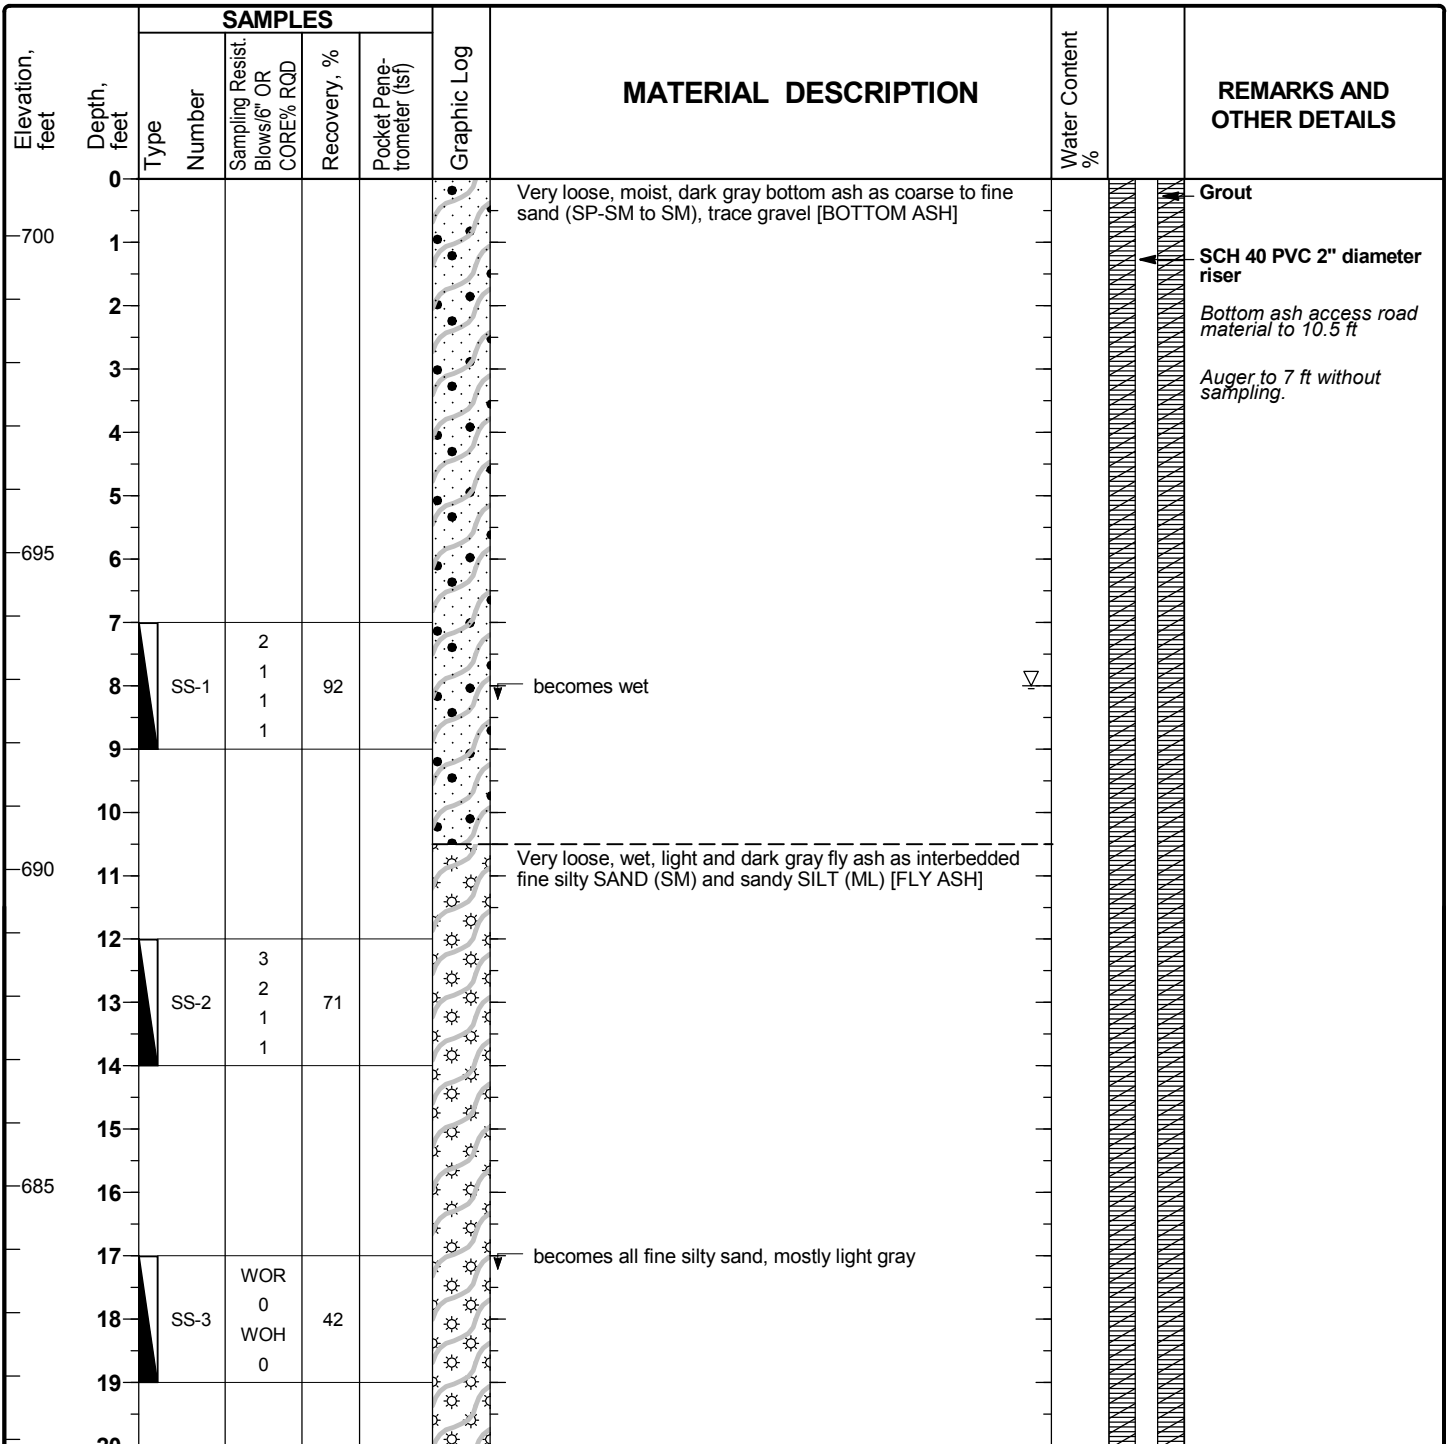 SAMPLES
Elevation,
feet
Depth,
feet
Type
Number
Sampling Resist.
Blows/6" OR
CORE% RQD
Recovery, %
Pocket Pene-
trometer (tsf)
Graphic Log
MATERIAL DESCRIPTION
Water Content
%
REMARKS AND
OTHER DETAILS
0
Very loose, moist, dark gray bottom ash as coarse to fine
sand (SP-SM to SM), trace gravel [BOTTOM ASH]
Grout
700
1
SCH 40 PVC 2" diameter
riser
2
Bottom ash access road
material to 10.5 ft
3
Auger to 7 ft without
sampling.
4
5
695
6
7
2
1
8
SS-1
92
becomes wet
1
1
9
10
690
Very loose, wet, light and dark gray fly ash as interbedded
fine silty SAND (SM) and sandy SILT (ML) [FLY ASH]
11
12
3
2
13
SS-2
71
1
1
14
15
685
16
17
becomes all fine silty sand, mostly light gray
WOR
0
18
SS-3
42
WOH
0
19
20